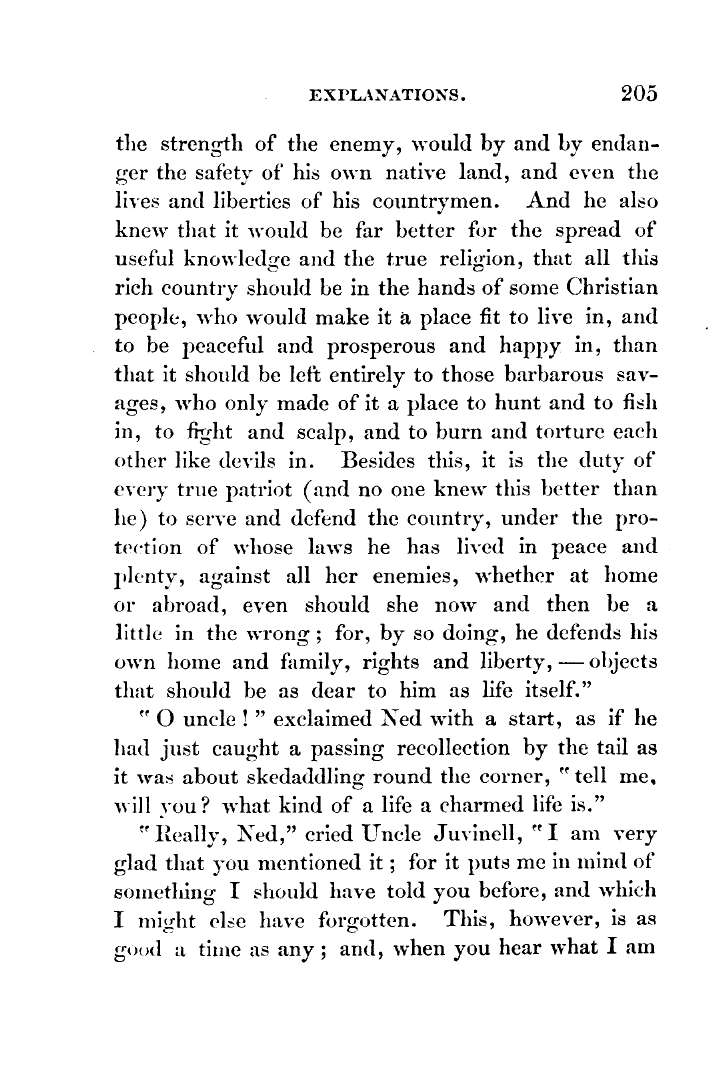 EXPLANATIONS. 205
the strength of the enemy, would by and by endan-
ger the safety of his own native land, and even the
lives and liberties of his countrymen. And he also
knew that it would be far better for the spread of
useful knowledge and the true religion, that all this
rich country should be in the hands of some Christian
people, who would make it a place fit to live in, and
to be peaceful and prosperous and happy in, than
that it should be left entirely to those barbarous sav-
ages, who only made of it a place to hunt and to fish
in, to fight and scalp, and to burn and torture each
other like devils in. Besides this, it is the duty of
every true patriot (and no one knew this better than
he) to serve and defend the country, under the pro-
tection of whose laws he has lived in peace and
plenty, against all her enemies, whether at home
or abroad, even should she now and then be a
little in the wrong; for, by so doing, he defends his
own home and family, rights and liberty, — objects
that should be as dear to him as life itself.”
“O uncle!” exclaimed Ned with a start, as if he
had just caught a passing recollection by the tail as
it was about skedaddling round the corner, “tell me,
will you? what kind of a life a charmed life is.”
“Really, Ned,” cried Uncle Juvinell, “I am very
glad that you mentioned it; for it puts me in mind of
something I should have told you before, and which
I might else have forgotten. This, however, is as
good a time as any; and, when you hear what I am